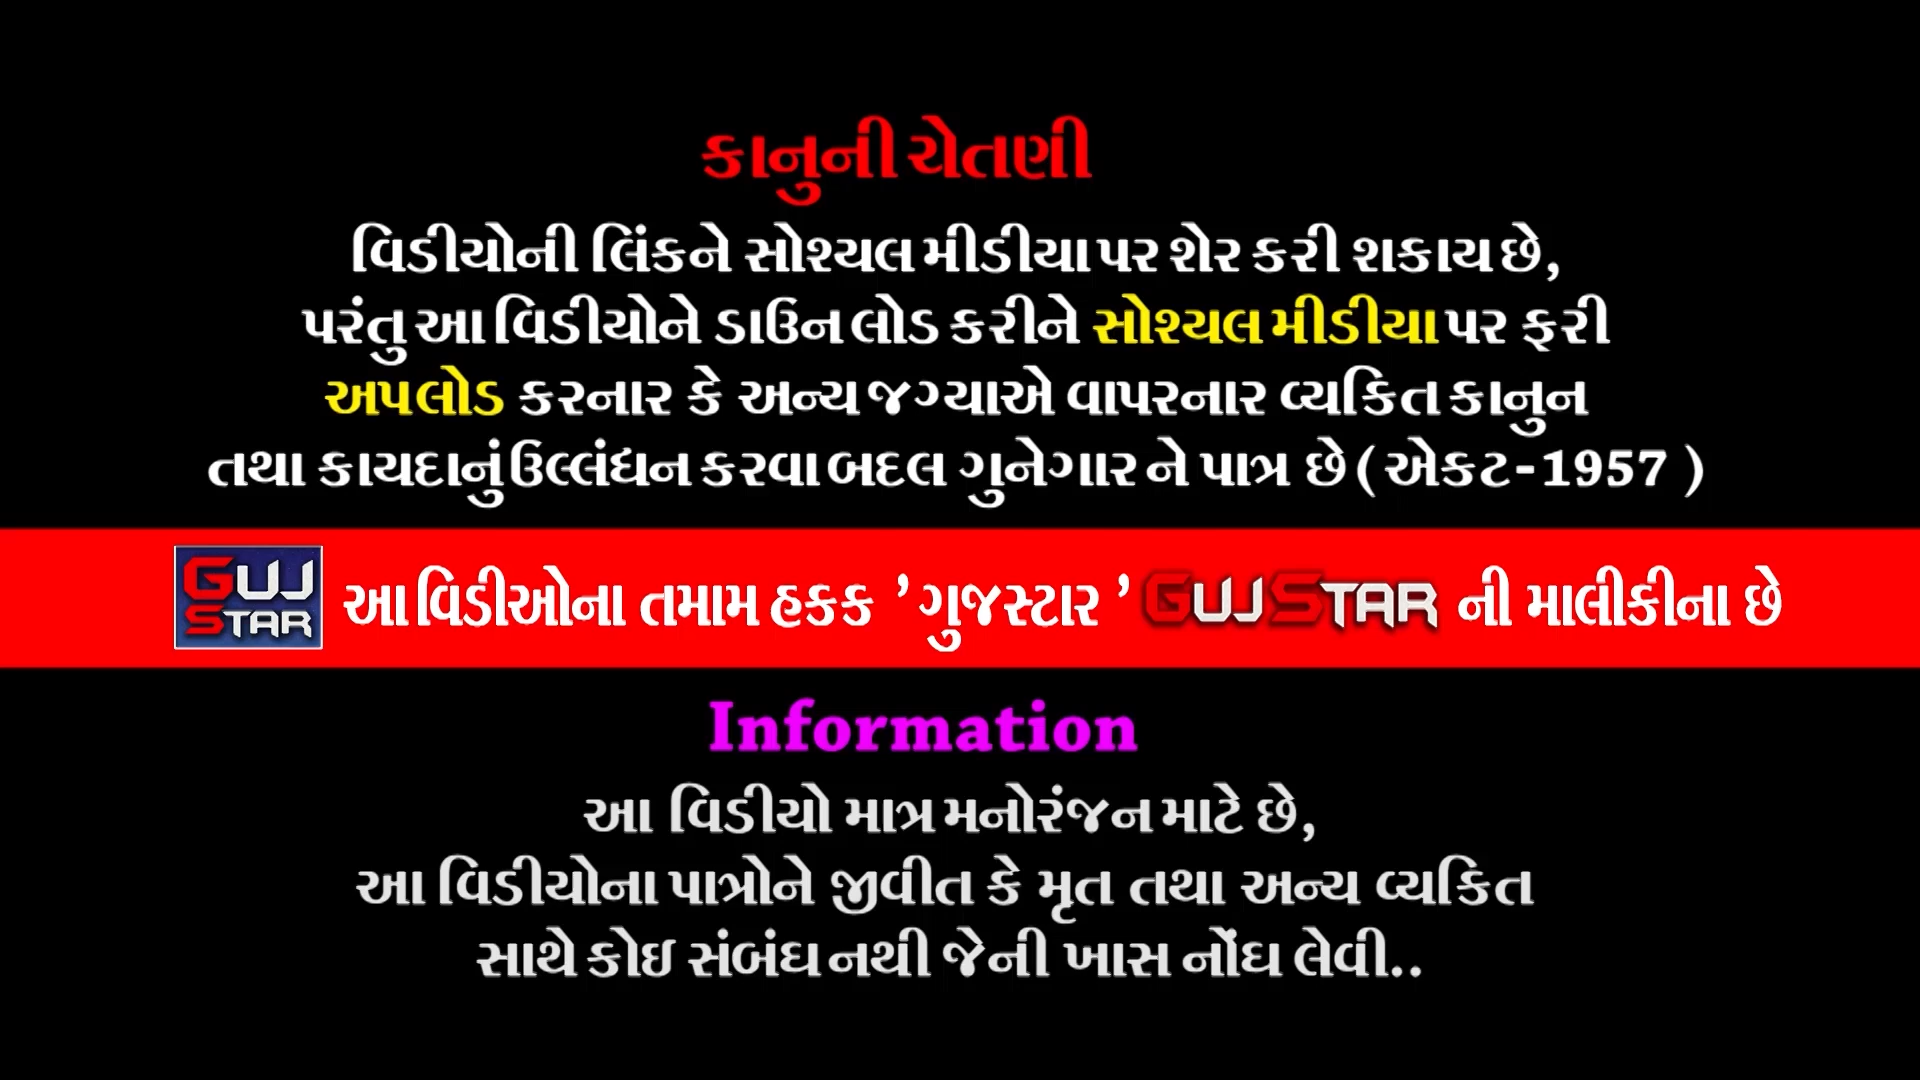 કાનુની ચેતણી
વિડીયોની લિંકને સોશ્યલ મીડીયા પર શેર કરી શકાય છે,
પરંતુ આ વિડીયોને ડાઉનલોડ કરીને સોશ્યલ મીડીયા પર ફરી
અપલોડ કરનાર કે અન્ય જગ્યાએ વાપરનાર વ્યકિત કાનુન
તથા કાયદાનું ઉલ્લંઘન કરવા બદલ ગુનેગાર ને પાત્ર છે ( એકટ-1957 )
GUJ STAR આ વિડીઓના તમામ હકક ’ ગુજસ્ટાર ’ GUJSTAR ની માલીકીના છે
Information
આ વિડીયો માત્ર મનોરંજન માટે છે,
આ વિડીયોના પાત્રોને જીવીત કે મૃત તથા અન્ય વ્યકિત
સાથે કોઇ સંબંધ નથી જેની ખાસ નોંધ લેવી..